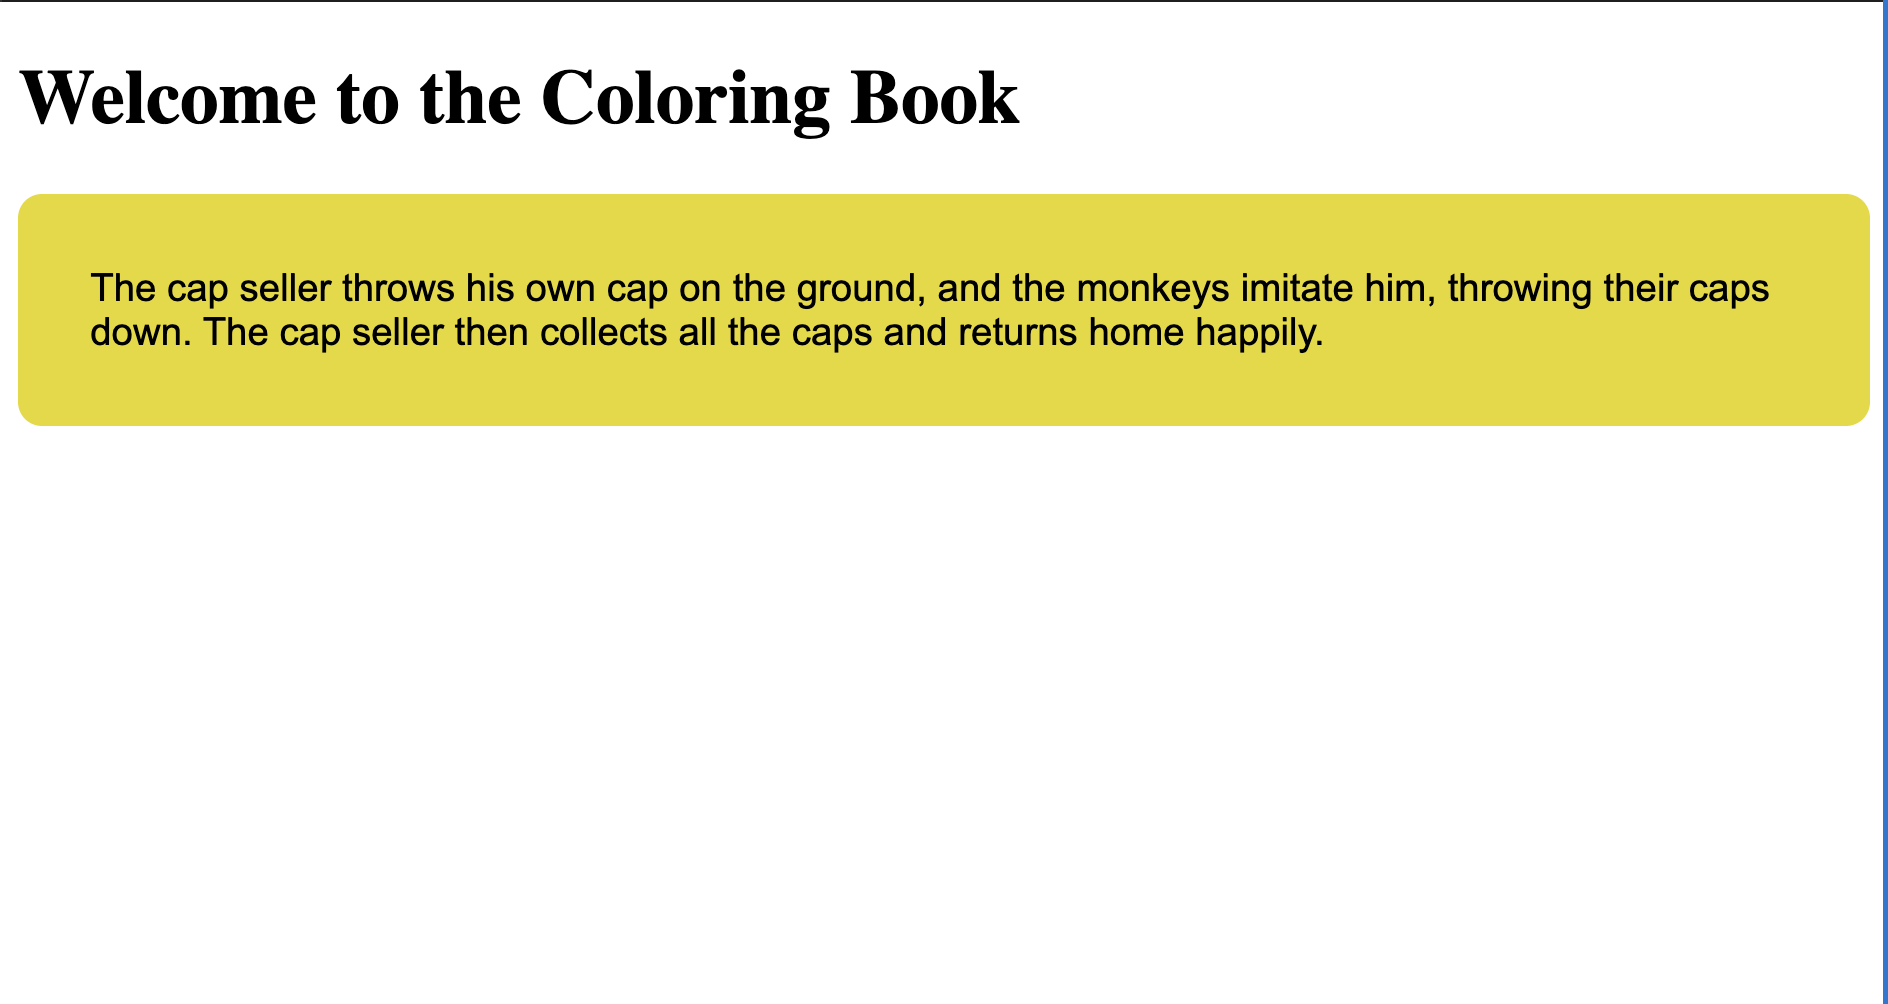 Welcome to the Coloring Book
The cap seller throws his own cap on the ground, and the monkeys imitate him, throwing their caps
down. The cap seller then collects all the caps and returns home happily.